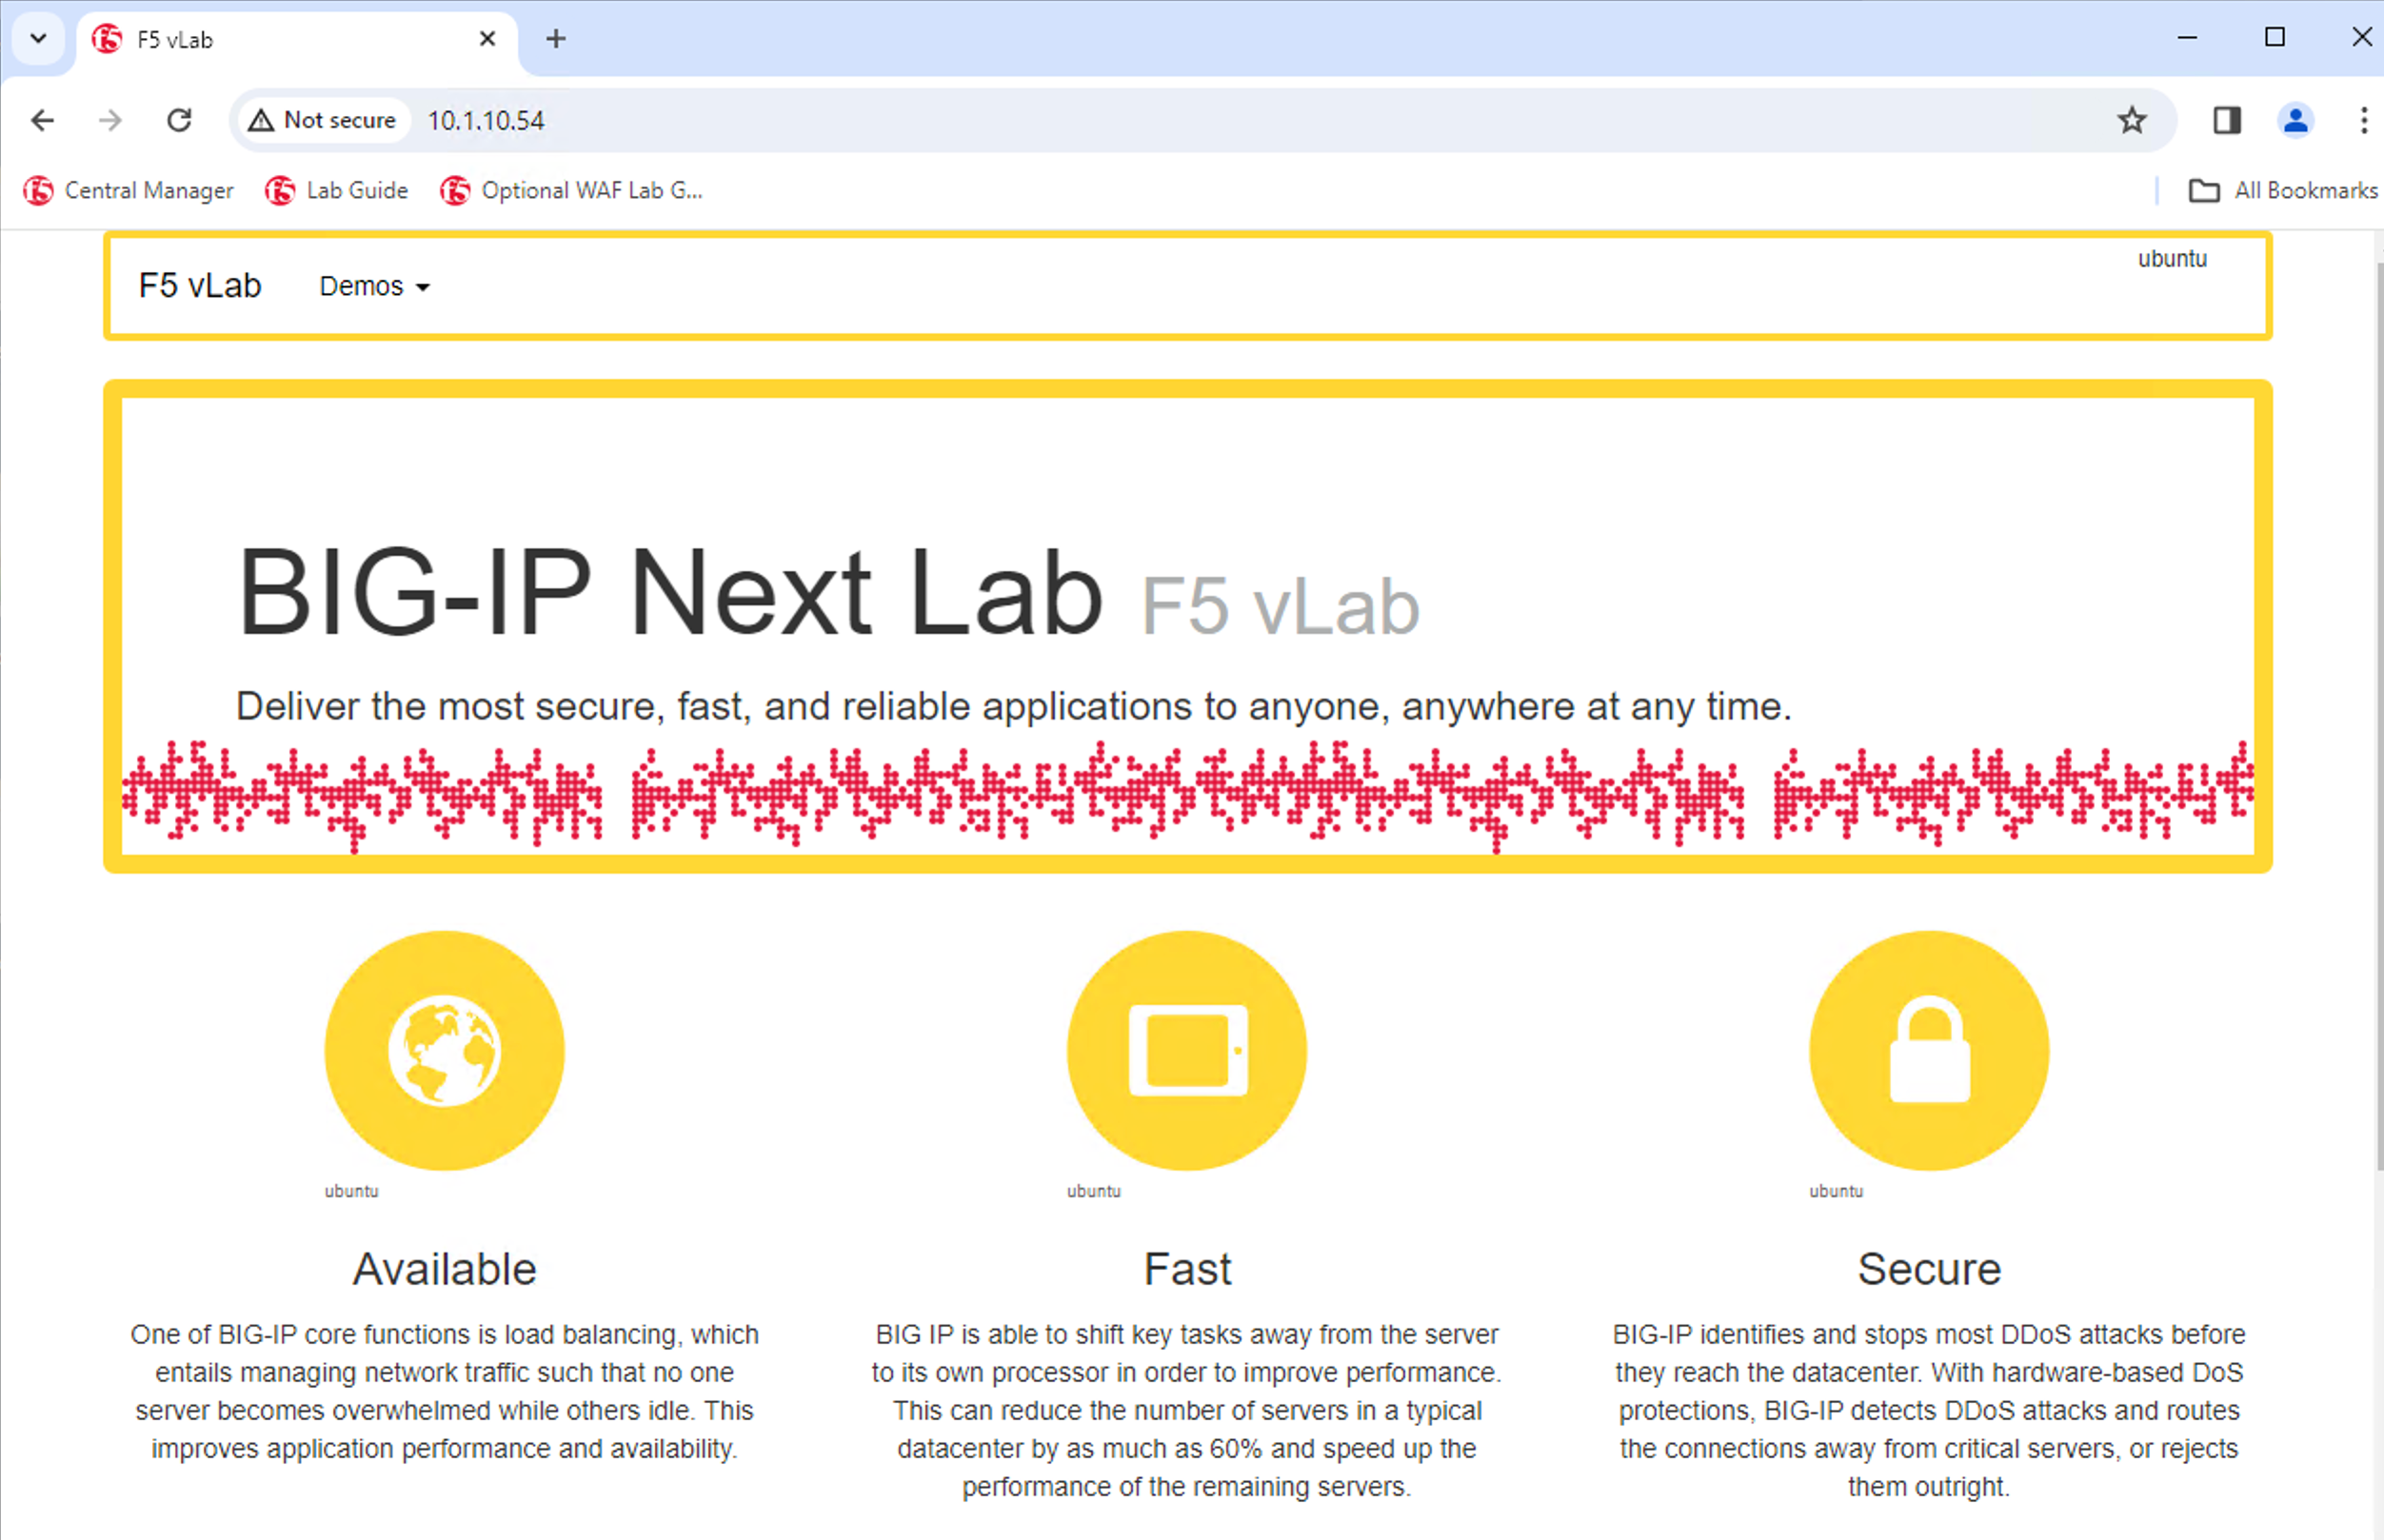 F5 vLab
Not secure 10.1.10.54
Central Manager Lab Guide Optional WAF Lab G... All Bookmarks
F5 vLab Demos ubuntu
BIG-IP Next Lab F5 vLab
Deliver the most secure, fast, and reliable applications to anyone, anywhere at any time.
ubuntu
Available
One of BIG-IP core functions is load balancing, which
entails managing network traffic such that no one
server becomes overwhelmed while others idle. This
improves application performance and availability.
ubuntu
Fast
BIG IP is able to shift key tasks away from the server
to its own processor in order to improve performance.
This can reduce the number of servers in a typical
datacenter by as much as 60% and speed up the
performance of the remaining servers.
ubuntu
Secure
BIG-IP identifies and stops most DDoS attacks before
they reach the datacenter. With hardware-based DoS
protections, BIG-IP detects DDoS attacks and routes
the connections away from critical servers, or rejects
them outright.